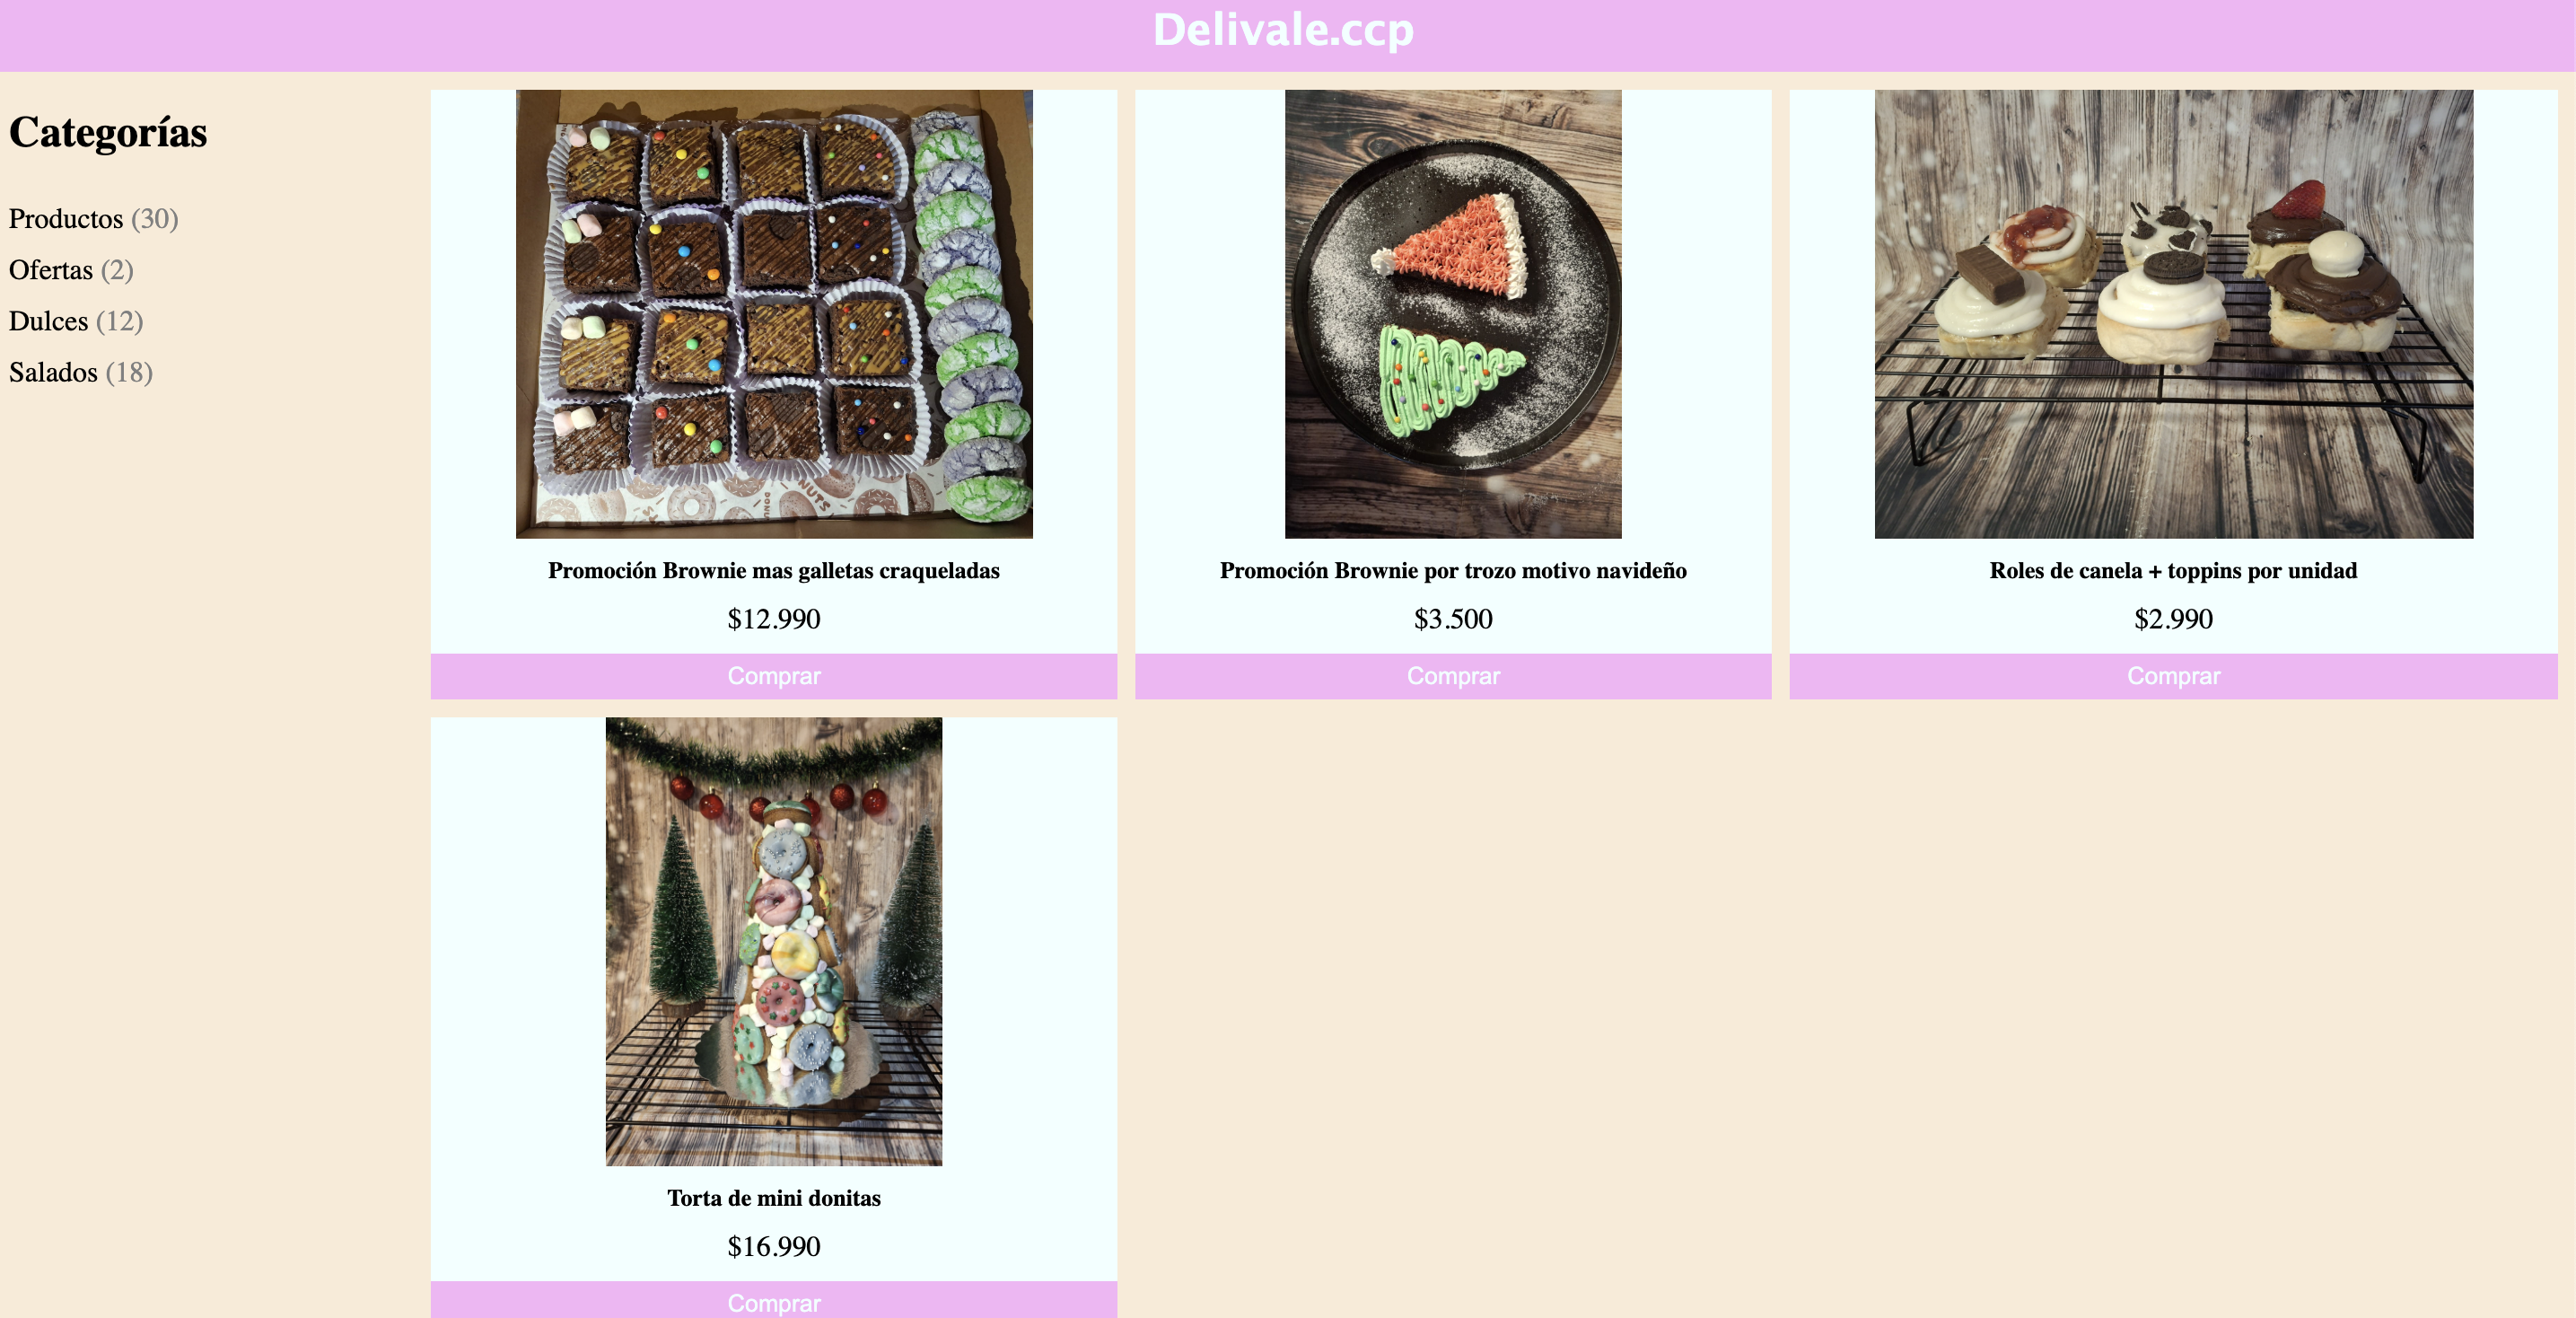 Delivale.ccp
Categorías
Productos (30)
Ofertas (2)
Dulces (12)
Salados (18)
Promoción Brownie mas galletas craqueladas
$12.990
Comprar
Promoción Brownie por trozo motivo navideño
$3.500
Comprar
Roles de canela + toppins por unidad
$2.990
Comprar
Torta de mini donitas
$16.990
Comprar